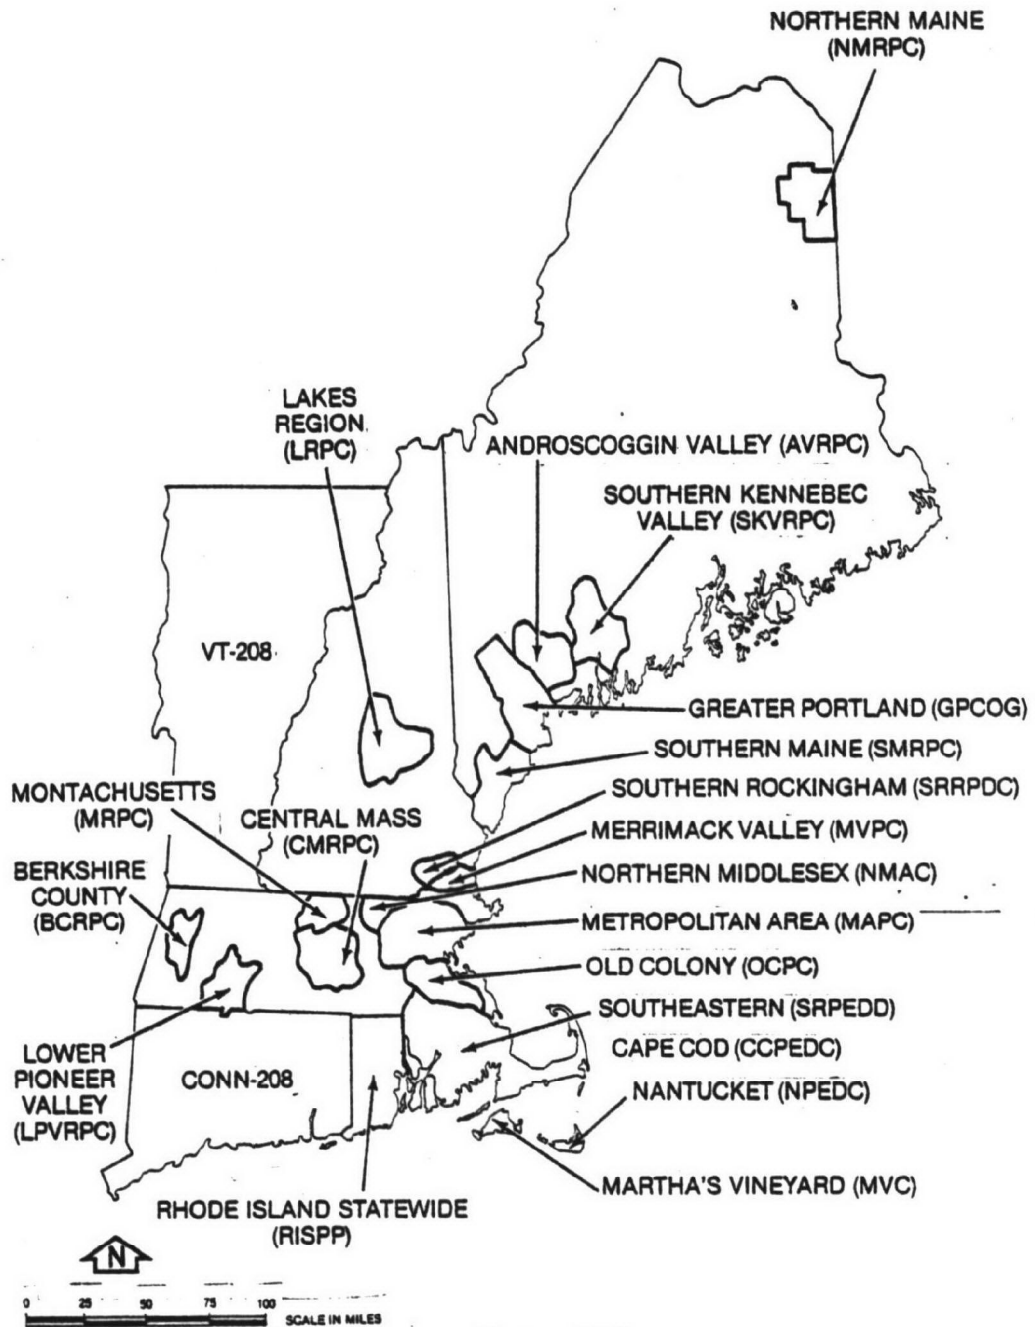 NORTHERN MAINE
(NMRPC)
LAKES
REGION
(LRPC)
ANDROSCOGGIN VALLEY (AVRPC)
SOUTHERN KENNEBEC
VALLEY (SKVRPC)
VT-208
GREATER PORTLAND (GPCOG)
SOUTHERN MAINE (SMRPC)
SOUTHERN ROCKINGHAM (SRRPDC)
MONTACHUSETTS
(MRPC)
CENTRAL MASS
(CMRPC)
MERRIMACK VALLEY (MVPC)
BERKSHIRE
COUNTY
(BCRPC)
NORTHERN MIDDLESEX (NMAC)
METROPOLITAN AREA (MAPC)
OLD COLONY (OCPC)
SOUTHEASTERN (SRPEDD)
CAPE COD (CCPEDC)
LOWER
PIONEER
VALLEY
(LPVRPC)
CONN-208
NANTUCKET (NPEDC)
MARTHA'S VINEYARD (MVC)
RHODE ISLAND STATEWIDE
(RISPP)
N
0 25 50 75 100
SCALE IN MILES